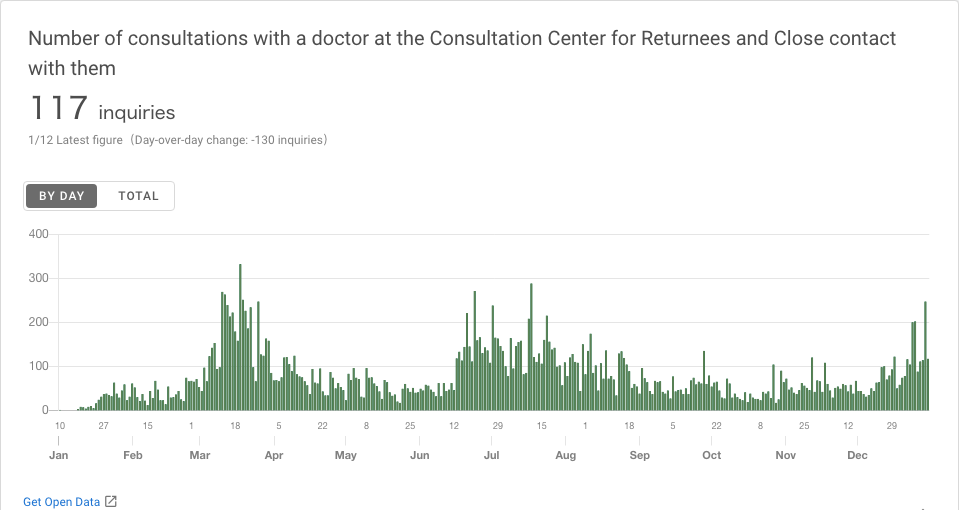 Number of consultations with a doctor at the Consultation Center for Returnees and Close contact
with them
117 inquiries
1/12 Latest figure（Day-over-day change: -130 inquiries）
BY DAY TOTAL
400
300
200
100
0
10 27 15 1 18 5 22 8 25 12 29 15 1 18 5 22 8 25 12 29
Jan Feb Mar Apr May Jun Jul Aug Sep Oct Nov Dec
Get Open Data